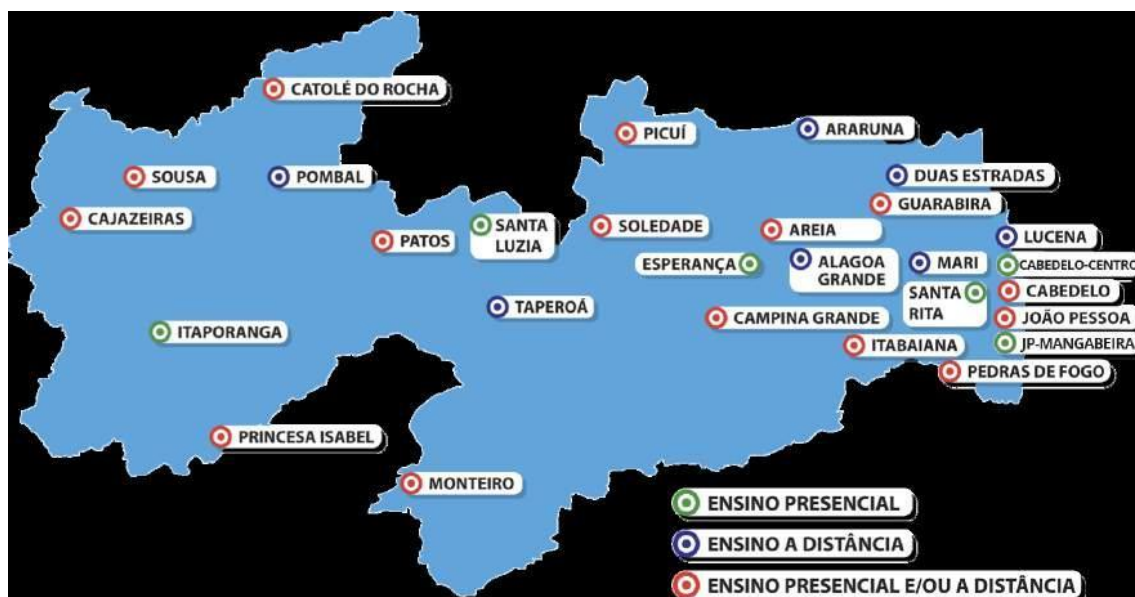 CATOLÉ DO ROCHA
PICUÍ
ARARUNA
SOUSA
POMBAL
DUAS ESTRADAS
GUARABIRA
CAJAZEIRAS
PATOS
SANTA
LUZIA
SOLEDADE
AREIA
LUCENA
ESPERANÇA
ALAGOA
GRANDE
MARI
CABEDELO-CENTRO
SANTA
RITA
CABEDELO
TAPEROÁ
ITAPORANGA
CAMPINA GRANDE
JOÃO PESSOA
ITABAIANA
JP-MANGABEIRA
PEDRAS DE FOGO
PRINCESA ISABEL
MONTEIRO
ENSINO PRESENCIAL
ENSINO A DISTÂNCIA
ENSINO PRESENCIAL E/OU A DISTÂNCIA